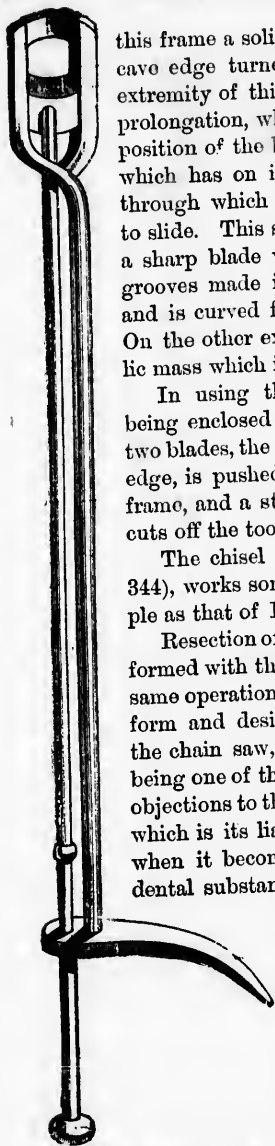 this frame a soli
cavo edge turne
extremity of thi
prolongation, w
position of the
which has on i
through which
to slide. This s
a sharp blade
grooves made i
and is curved f
On the other ex
lic mass which i
In using th
being enclosed
two blades, the
edge, is pushed
frame, and a st
cuts off the too
The chisel
344), works so
ple as that of
Resection o
formed with th
same operation
form and desi
the chain saw,
being one of th
objections to th
which is its lia
when it becom
dental substan